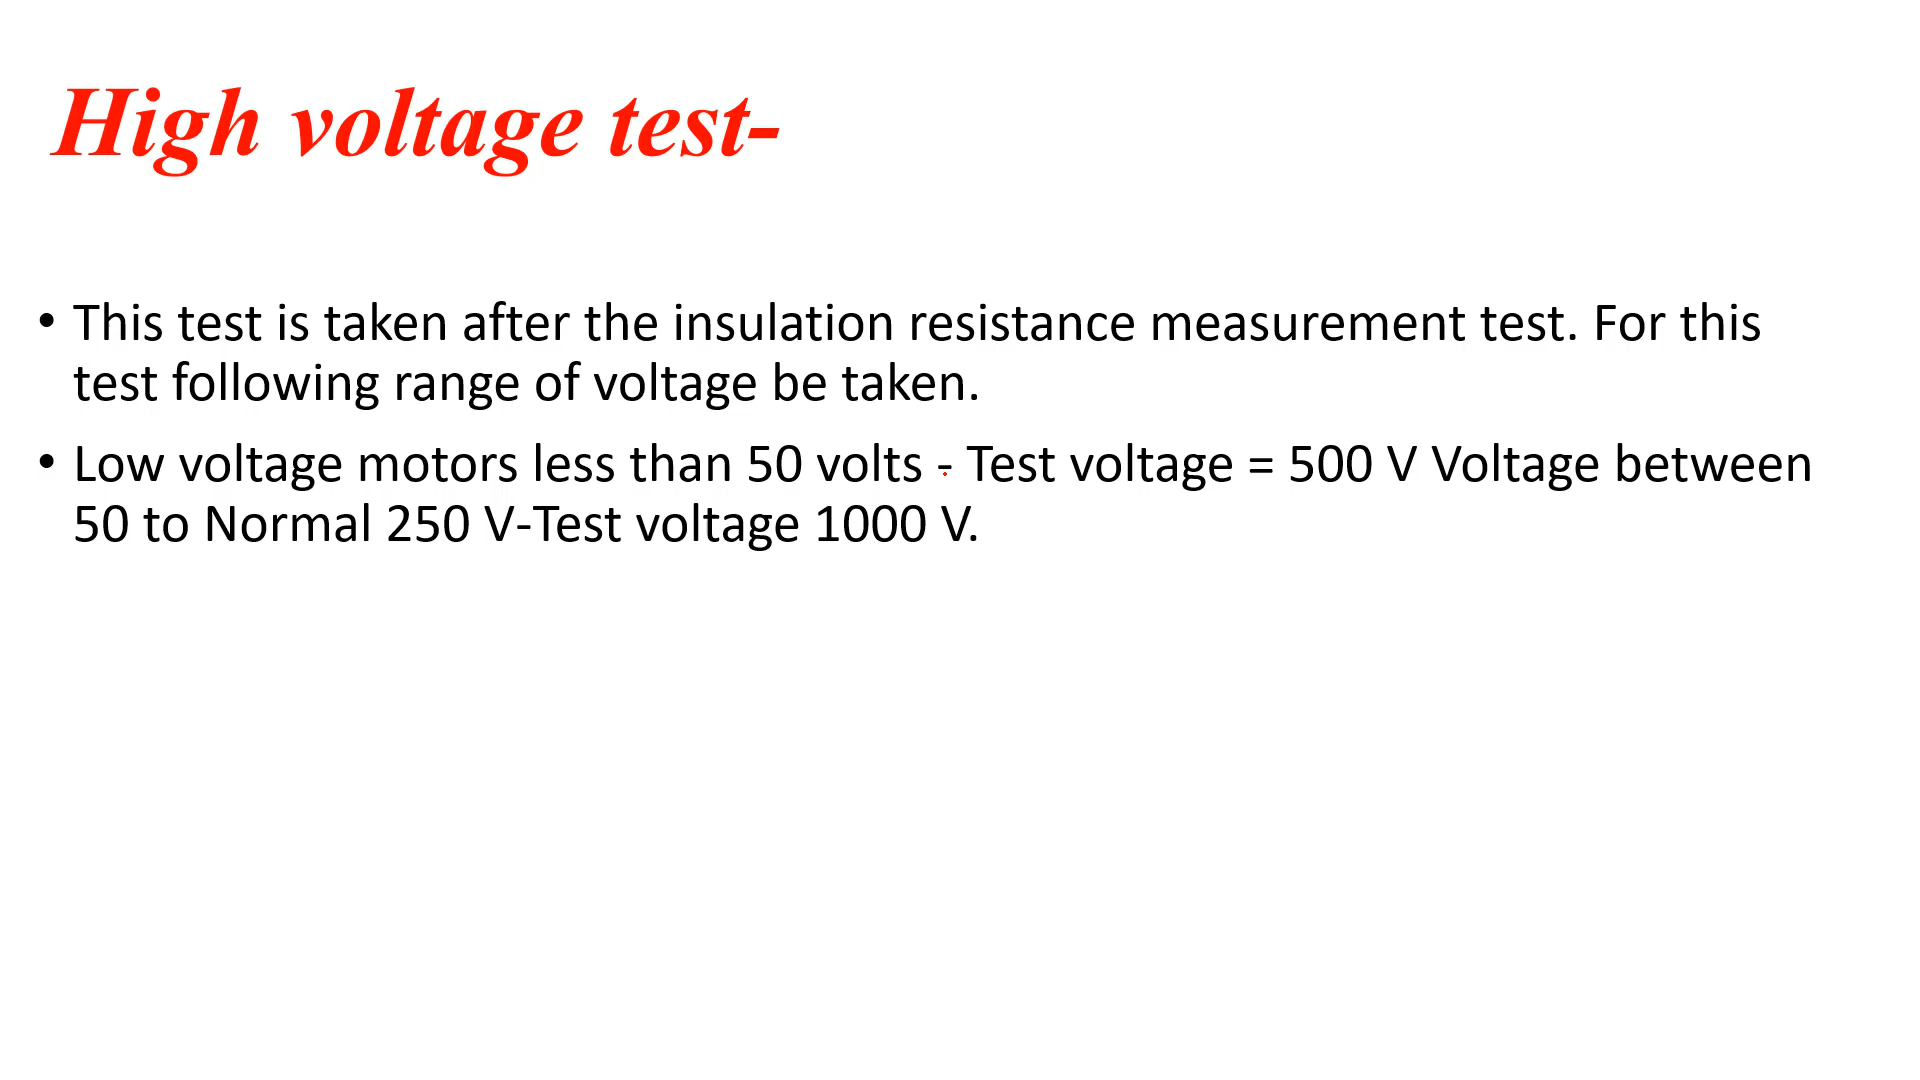 High voltage test-
• This test is taken after the insulation resistance measurement test. For this
test following range of voltage be taken.
• Low voltage motors less than 50 volts - Test voltage = 500 V Voltage between
50 to Normal 250 V-Test voltage 1000 V.